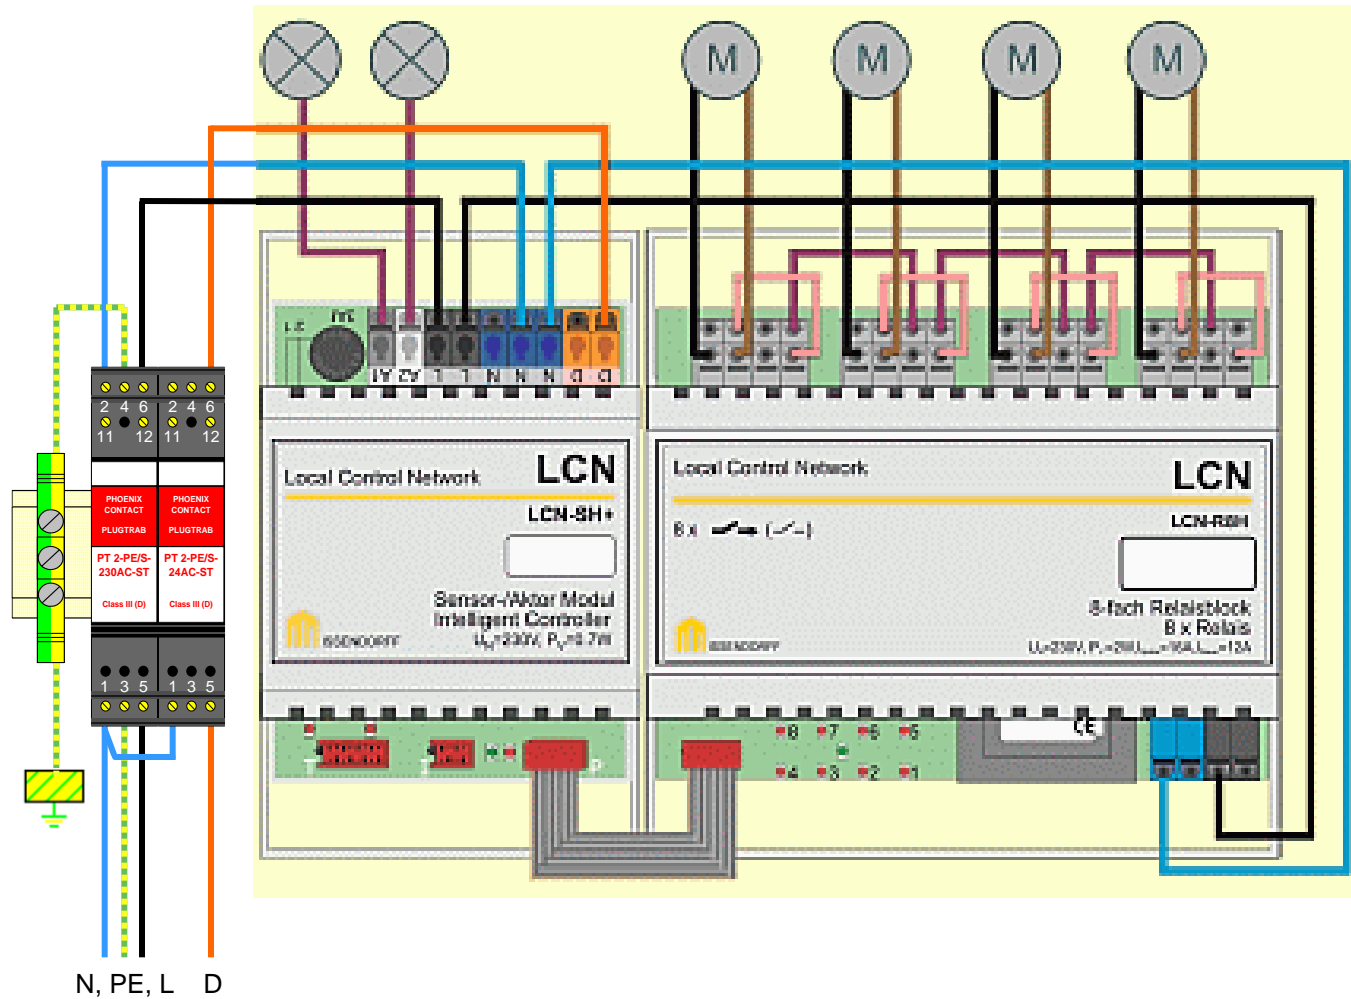 M M M M
A1 A2 L L N N N D D
2 4 6 2 4 6
11 12 11 12
PHOENIX CONTACT PHOENIX CONTACT
PLUGTRAB PLUGTRAB
PT 2-PE/S-230AC-ST PT 2-PE/S-24AC-ST
Class III (D) Class III (D)
1 3 5 1 3 5
Local Control Network LCN
LCN-SH+
Sensor-/Aktor Modul
Intelligent Controller
ISSENDORFF
Local Control Network LCN
8 x
LCN-R8H
8-fach Relaisblock
8 x Relais
ISSENDORFF
8 7 6 5
4 3 2 1
CE
N, PE, L D